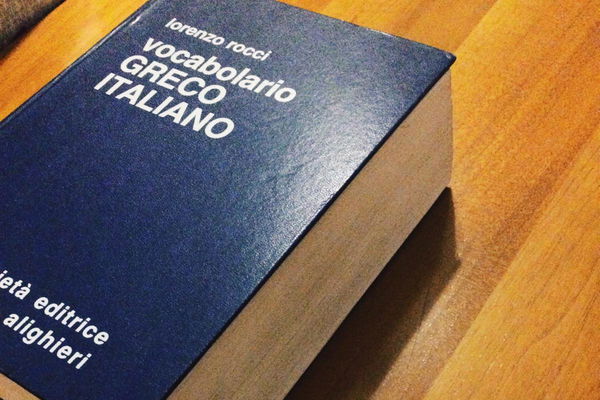 lorenzo rocci
vocabolario
GRECO
ITALIANO
ietà editrice
alighieri